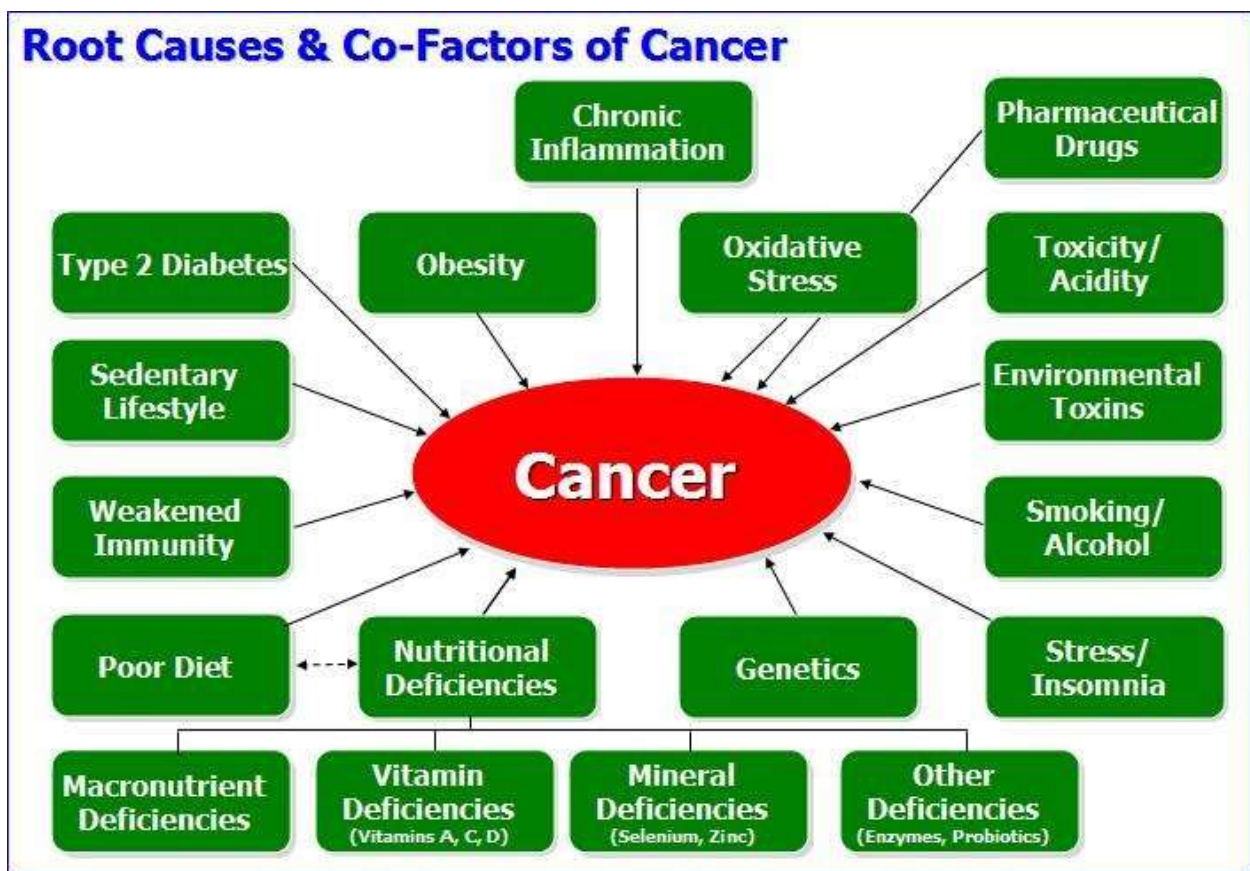 Root Causes & Co-Factors of Cancer
Chronic
Inflammation
Pharmaceutical
Drugs
Type 2 Diabetes
Obesity
Oxidative
Stress
Toxicity/
Acidity
Sedentary
Lifestyle
Environmental
Toxins
Cancer
Weakened
Immunity
Smoking/
Alcohol
Poor Diet
Nutritional
Deficiencies
Genetics
Stress/
Insomnia
Macronutrient
Deficiencies
Vitamin
Deficiencies
(Vitamins A, C, D)
Mineral
Deficiencies
(Selenium, Zinc)
Other
Deficiencies
(Enzymes, Probiotics)